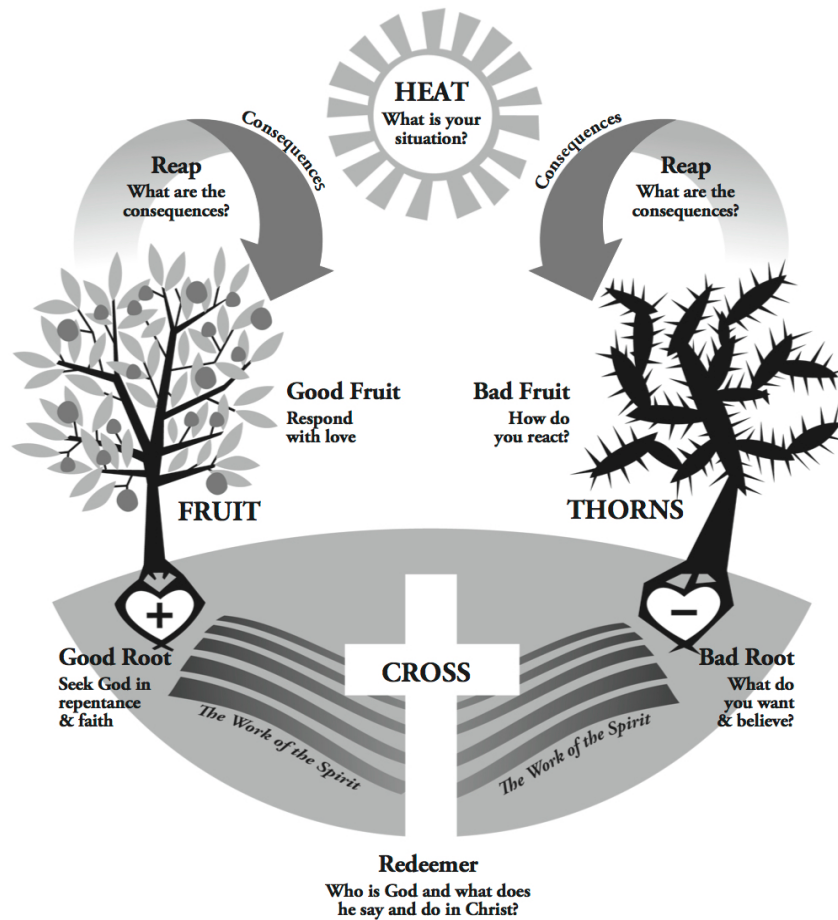 HEAT
What is your
situation?
Consequences
Reap
What are the
consequences?
Consequences
Reap
What are the
consequences?
Good Fruit
Respond
with love
Bad Fruit
How do
you react?
FRUIT
THORNS
+
−
Good Root
Seek God in
repentance
& faith
CROSS
Bad Root
What do
you want
& believe?
The Work of the Spirit
The Work of the Spirit
Redeemer
Who is God and what does
he say and do in Christ?